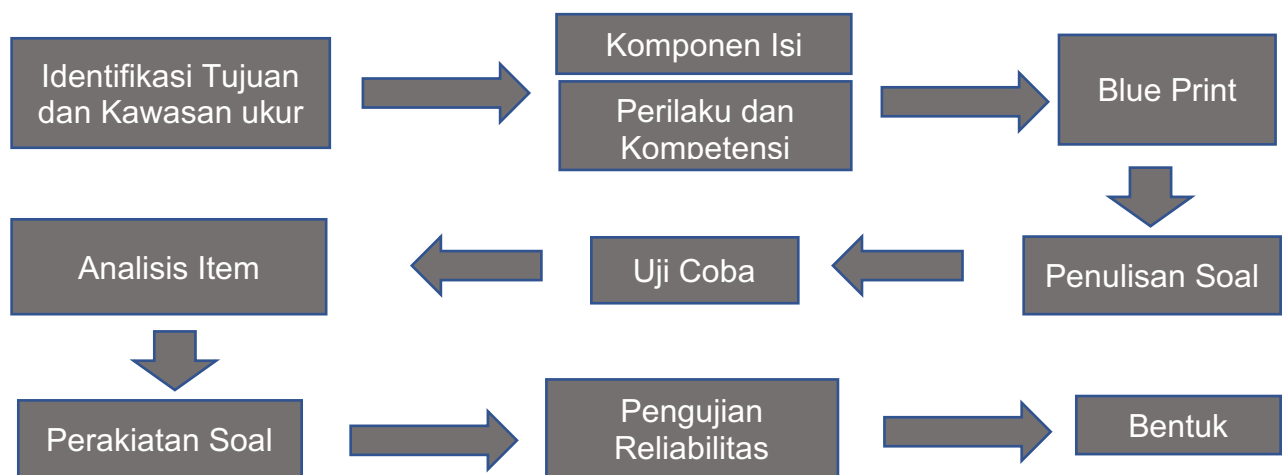 Identifikasi Tujuan
dan Kawasan ukur
Komponen Isi
Perilaku dan
Kompetensi
Blue Print
Penulisan Soal
Uji Coba
Analisis Item
Perakiatan Soal
Pengujian
Reliabilitas
Bentuk